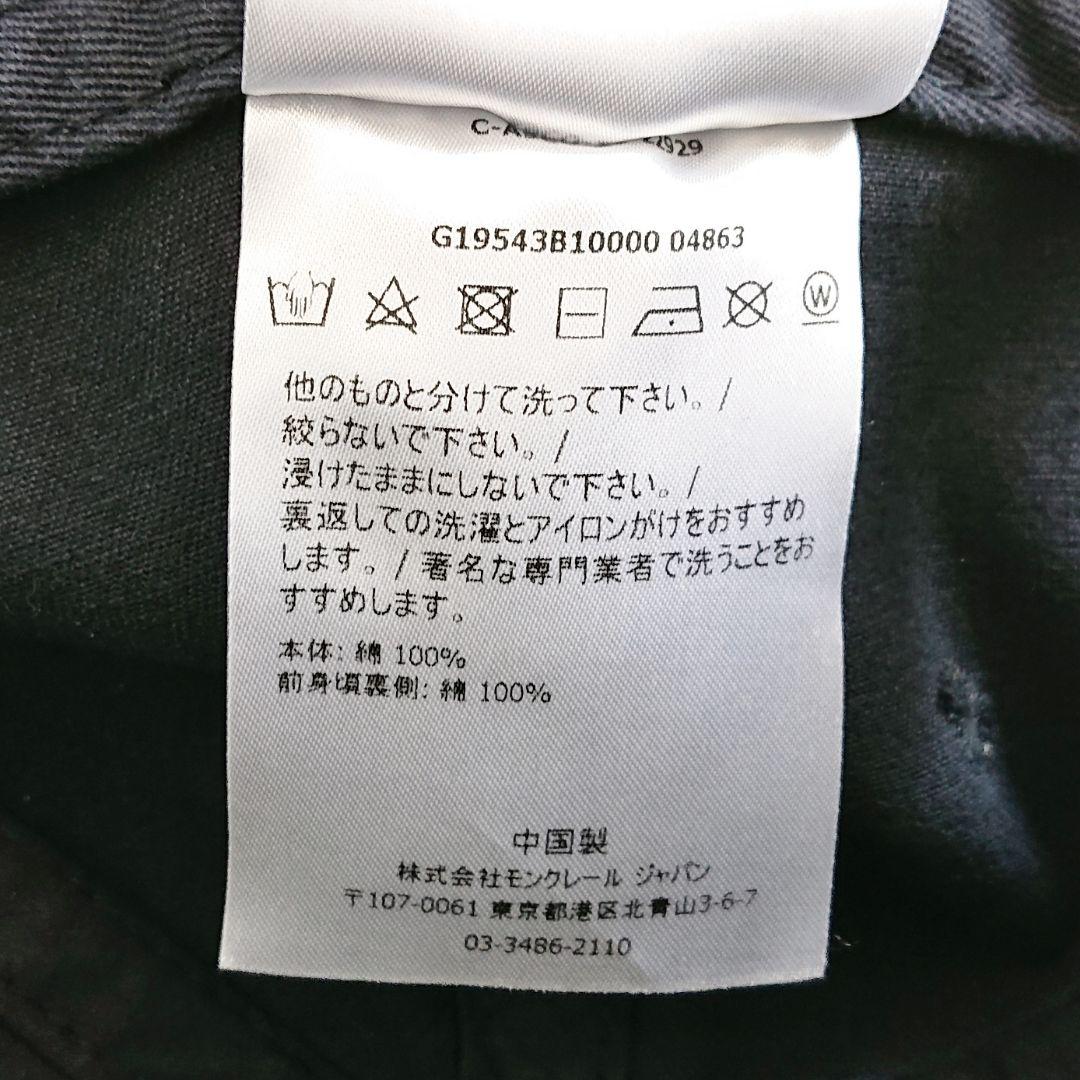 G19543B10000 04863
W
他のものと分けて洗って下さい。/
絞らないで下さい。/
浸けたままにしないで下さい。/
裏返しての洗濯とアイロンがけをおすすめ
します。/ 著名な専門業者で洗うことをお
すすめします。
本体: 綿 100%
前身頃裏側: 綿 100%
中国製
株式会社モンクレール ジャパン
〒107-0061 東京都港区北青山3-6-7
03-3486-2110